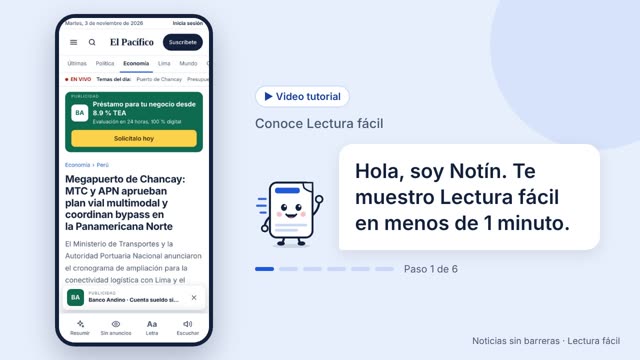 Martes, 3 de noviembre de 2026 Inicia sesión
El Pacífico Suscríbete
Últimas Política Economía Lima Mundo
EN VIVO Temas del día: Puerto de Chancay
PUBLICIDAD
BA Préstamo para tu negocio desde
8.9 % TEA
Evaluación en 24 horas, 100 % digital
Solicítalo hoy
Economía › Perú
Megapuerto de Chancay:
MTC y APN aprueban
plan vial multimodal y
coordinan bypass en
la Panamericana Norte
El Ministerio de Transportes y la
Autoridad Portuaria Nacional anunciaron
el cronograma de ampliación para la
conectividad logística con Lima y el
BA PUBLICIDAD
Banco Andino · Cuenta sueldo si...
Resumir Sin anuncios Aa Letra Escuchar
Video tutorial
Conoce Lectura fácil
Hola, soy Notín. Te
muestro Lectura fácil
en menos de 1 minuto.
Paso 1 de 6
Noticias sin barreras · Lectura fácil